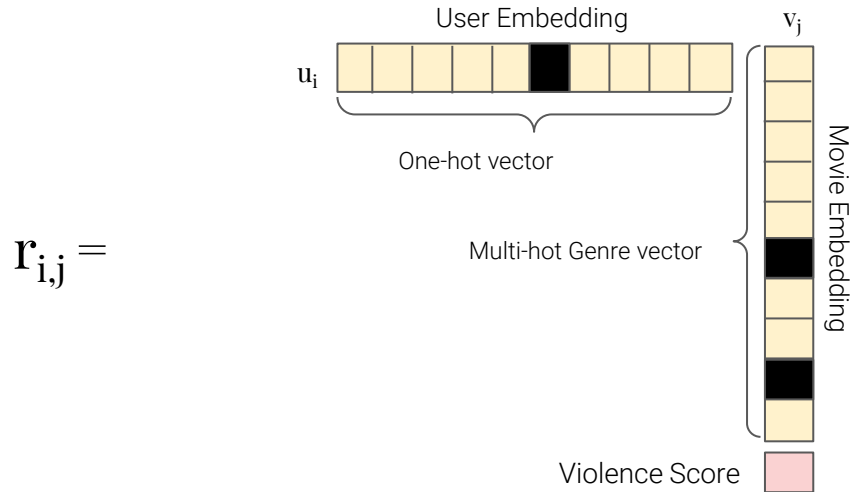 User Embedding
v_j
u_i
One-hot vector
Movie Embedding
Multi-hot Genre vector
r_i,j =
Violence Score